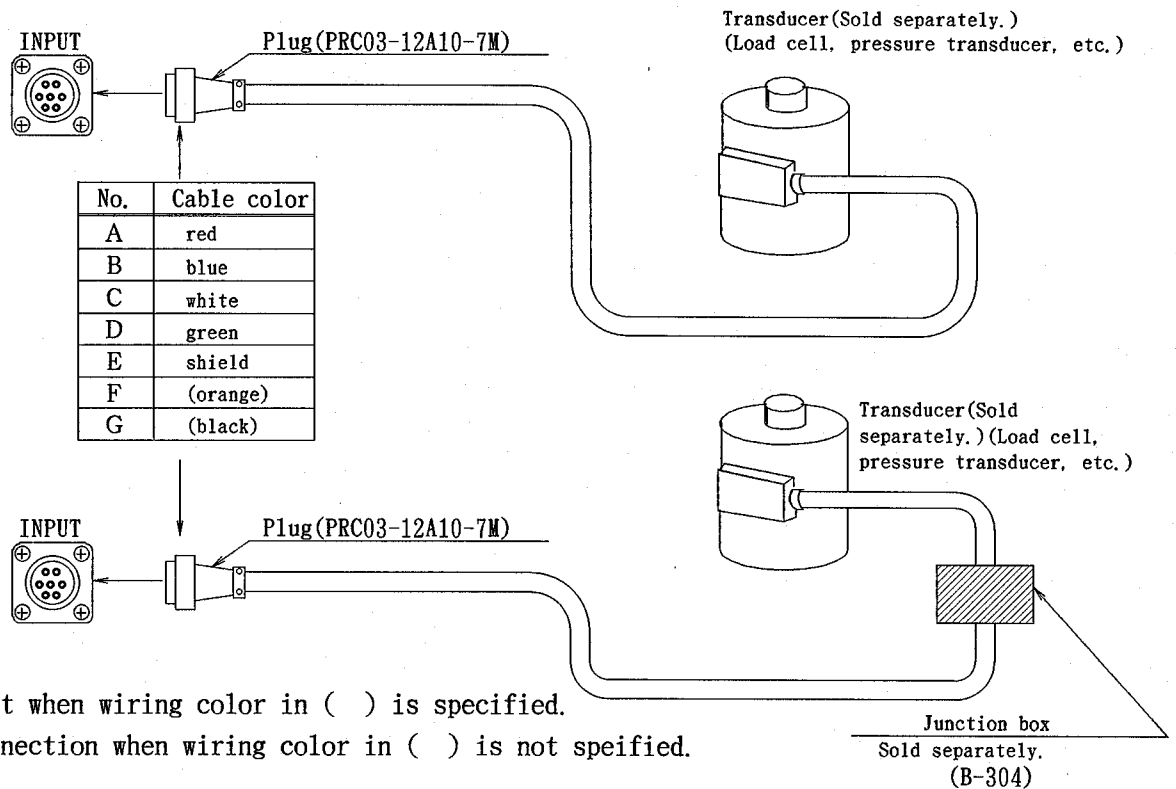 INPUT
Plug(PRC03-12A10-7M)
Transducer(Sold separately.)
(Load cell, pressure transducer, etc.)
No. Cable color
A red
B blue
C white
D green
E shield
F (orange)
G (black)
Transducer(Sold
separately.)(Load cell,
pressure transducer, etc.)
INPUT
Plug(PRC03-12A10-7M)
t when wiring color in ( ) is specified.
nection when wiring color in ( ) is not speified.
Junction box
Sold separately.
(B-304)